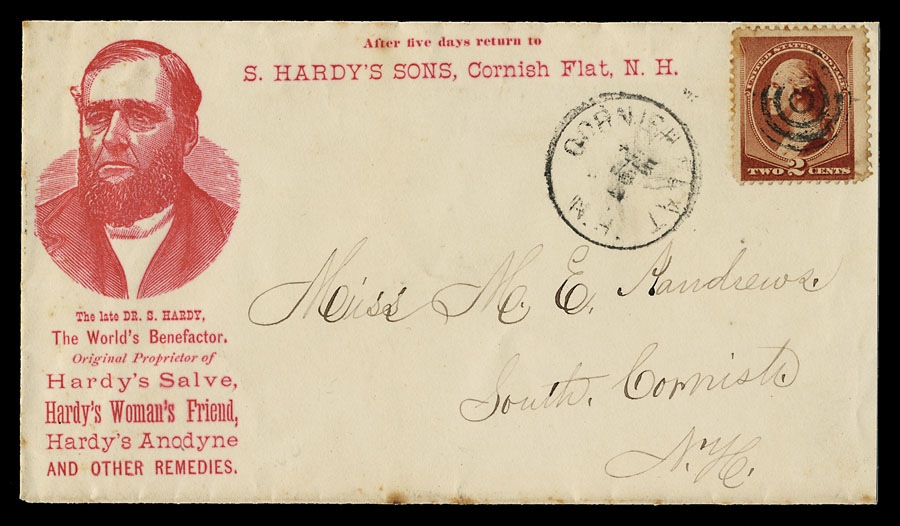 After five days return to
S. HARDY'S SONS, Cornish Flat, N. H.
UNITED STATES POSTAGE
TWO 2 CENTS
CORNISH FLAT
N.H.
Miss M. E. Andrews.
South Cornish.
N.H.
The late DR. S. HARDY,
The World's Benefactor.
Original Proprietor of
Hardy's Salve,
Hardy's Woman's Friend,
Hardy's Anodyne
AND OTHER REMEDIES.